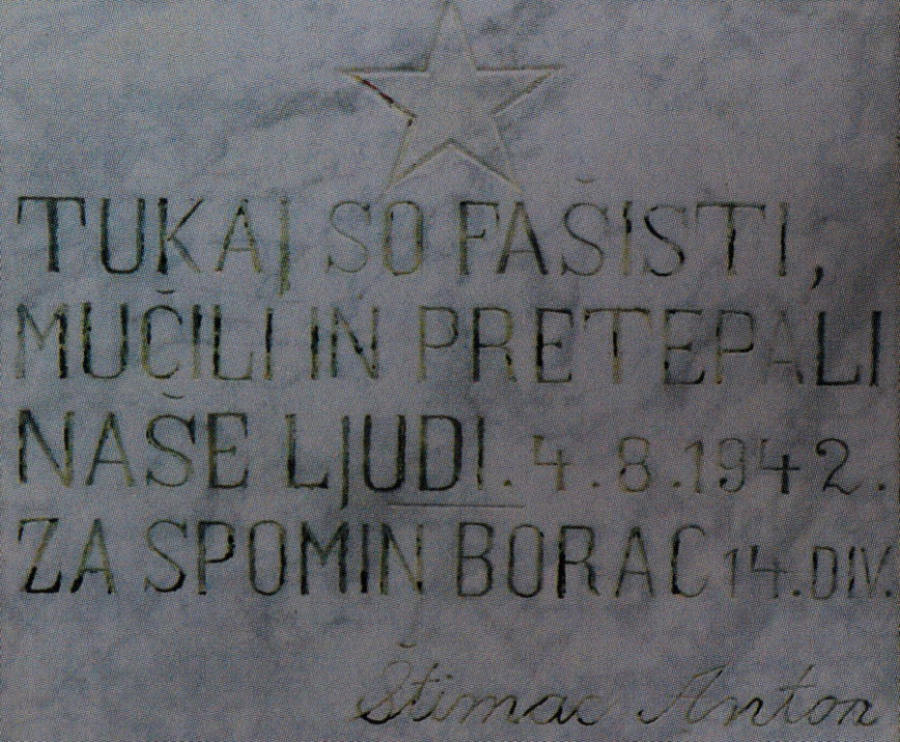 TUKAJ SO FAŠISTI,
MUČILI IN PRETEPALI
NAŠE LJUDI. 4.8.1942.
ZA SPOMIN BORAC 14.DIV.
Štimac Anton